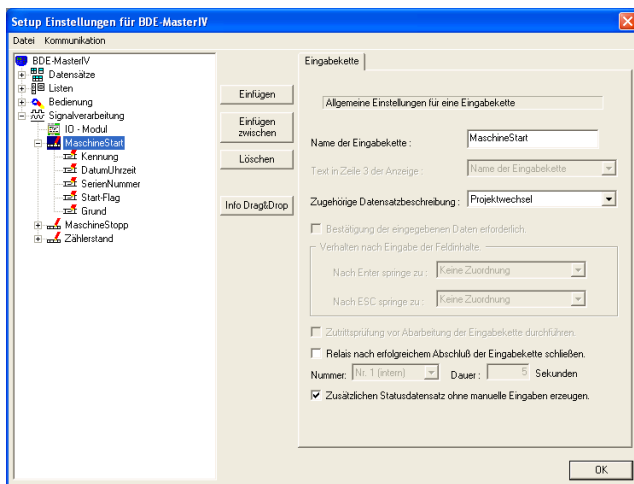 Setup Einstellungen für BDE-MasterIV
Datei Kommunikation
BDE-MasterIV
Datensätze
Listen
Bedienung
Signalverarbeitung
IO - Modul
MaschineStart
Kennung
DatumUhrzeit
SerienNummer
Start-Flag
Grund
MaschineStopp
Zählerstand
Einfügen
Einfügen
zwischen
Löschen
Info Drag&Drop
Eingabekette
Allgemeine Einstellungen für eine Eingabekette
Name der Eingabekette : MaschineStart
Text in Zeile 3 der Anzeige : Name der Eingabekette
Zugehörige Datensatzbeschreibung : Projektwechsel
Bestätigung der eingegebenen Daten erforderlich.
Verhalten nach Eingabe der Feldinhalte.
Nach Enter springe zu : Keine Zuordnung
Nach ESC springe zu : Keine Zuordnung
Zutrittsprüfung vor Abarbeitung der Eingabekette durchführen.
Relais nach erfolgreichem Abschluß der Eingabekette schließen.
Nummer: Nr. 1 (intern) Dauer : 5 Sekunden
Zusätzlichen Statusdatensatz ohne manuelle Eingaben erzeugen.
OK